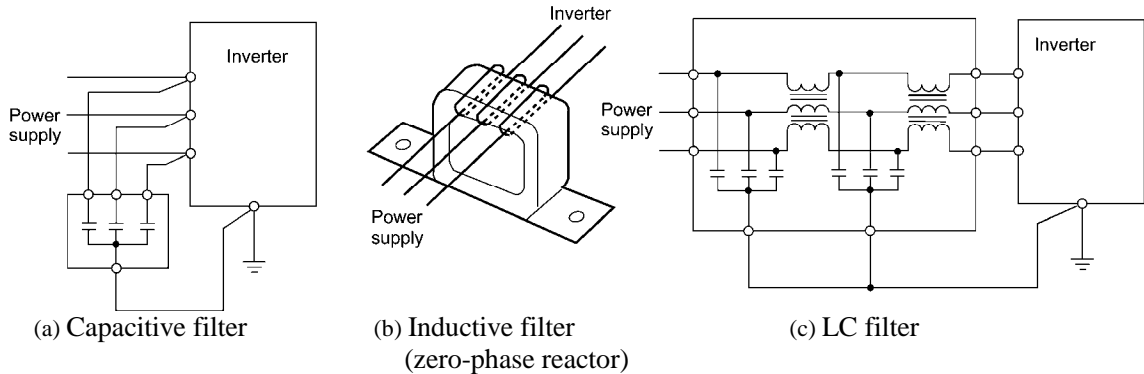 Inverter
Power
supply
(a) Capacitive filter
Inverter
Power
supply
(b) Inductive filter
(zero-phase reactor)
Inverter
Power
supply
(c) LC filter